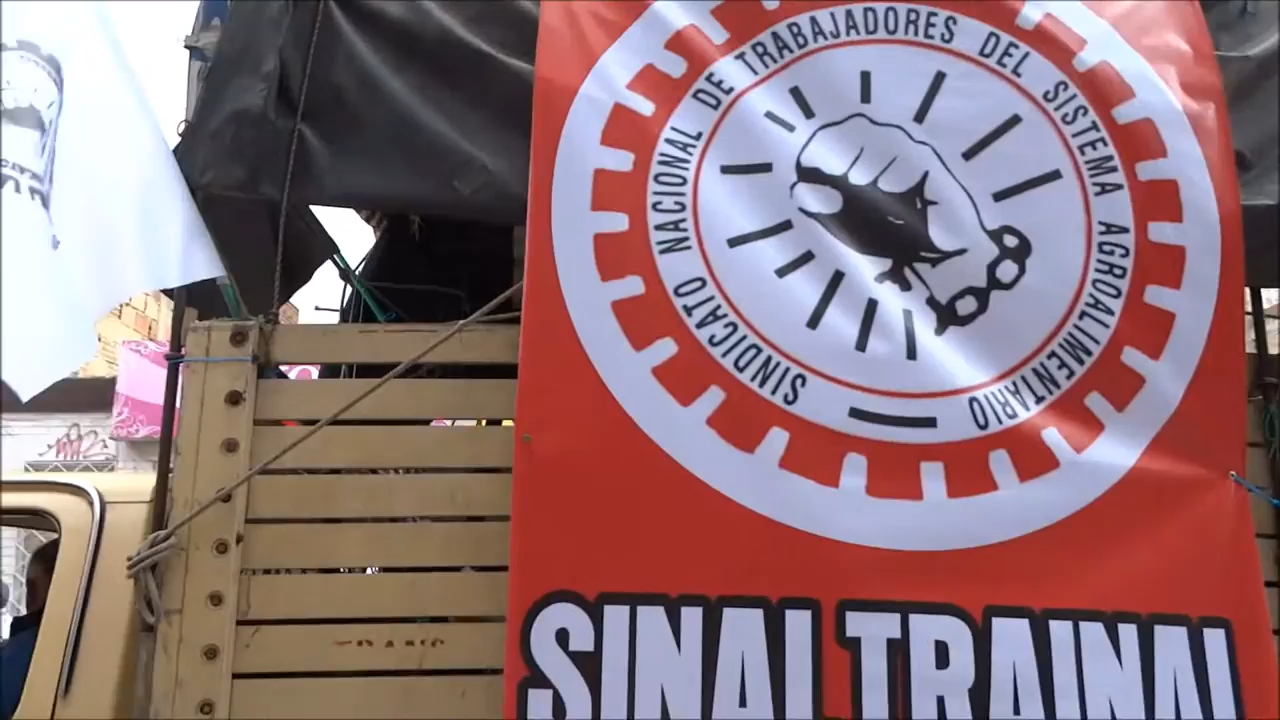 SINDICATO NACIONAL DE TRABAJADORES DEL SISTEMA AGROALIMENTARIO
SINALTRAINAL